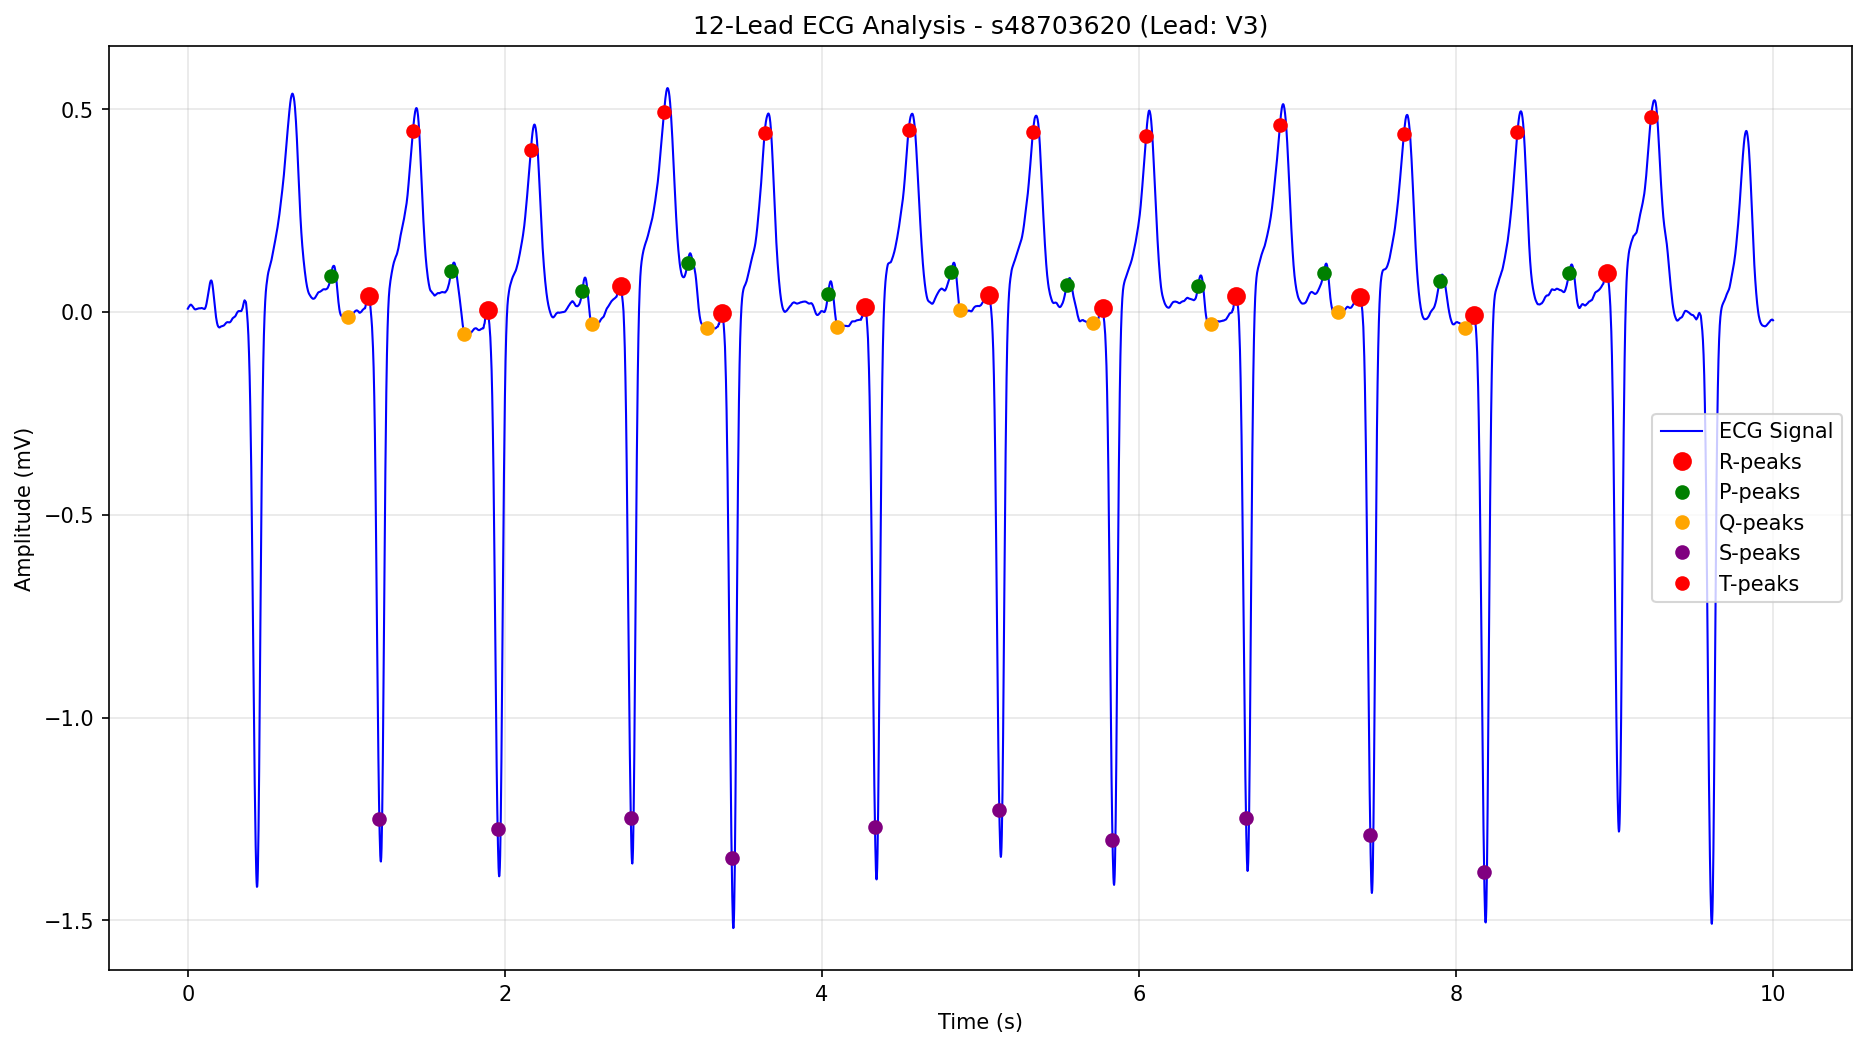 12-Lead ECG Analysis - s48703620 (Lead: V3)
Amplitude (mV)
0.5
0.0
−0.5
−1.0
−1.5
ECG Signal
R-peaks
P-peaks
Q-peaks
S-peaks
T-peaks
0 2 4 6 8 10
Time (s)